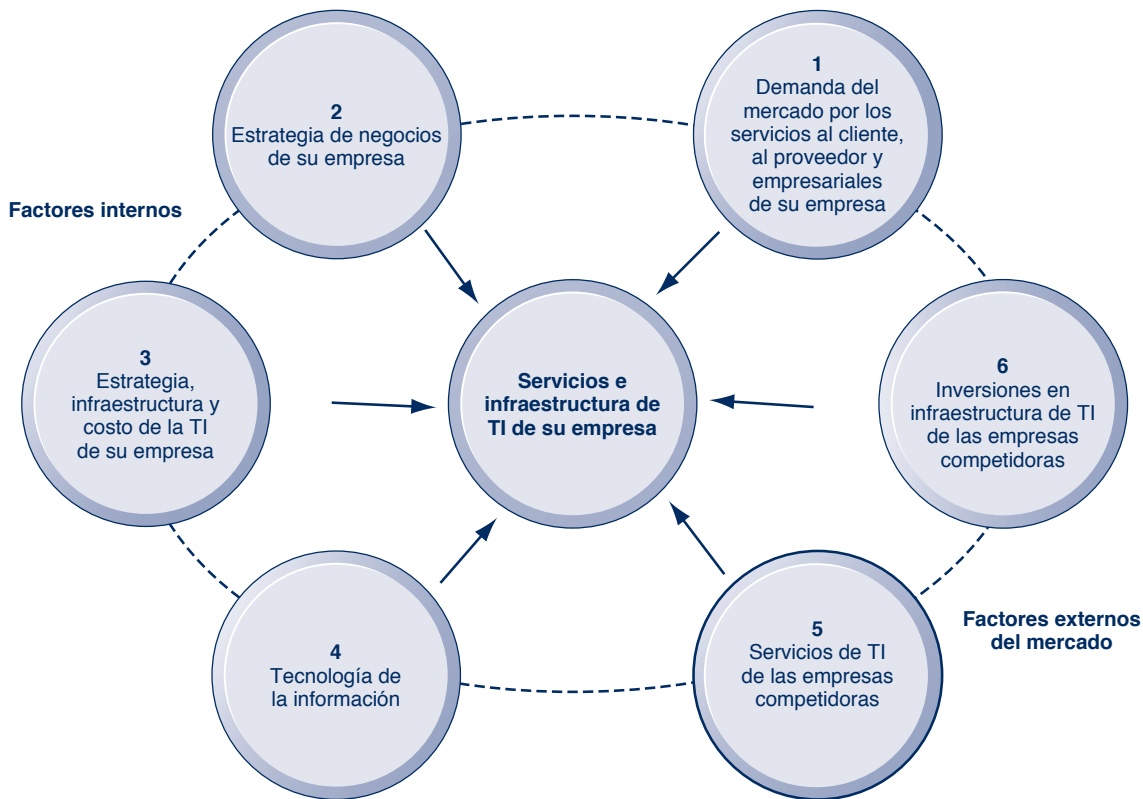 1
Demanda del
mercado por los
servicios al cliente,
al proveedor y
empresariales
de su empresa
2
Estrategia de negocios
de su empresa
Factores internos
3
Estrategia,
infraestructura y
costo de la TI
de su empresa
Servicios e
infraestructura de
TI de su empresa
6
Inversiones en
infraestructura de TI
de las empresas
competidoras
4
Tecnología de
la información
5
Servicios de TI
de las empresas
competidoras
Factores externos
del mercado